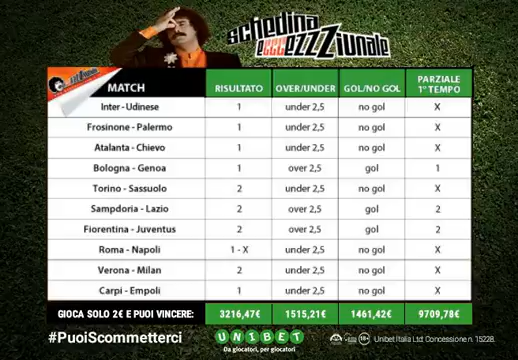 schedina
eccezzziunale
MATCH RISULTATO OVER/UNDER GOL/NO GOL PARZIALE 1° TEMPO
Inter - Udinese 1 under 2,5 no gol X
Frosinone - Palermo 1 under 2,5 no gol X
Atalanta - Chievo 1 under 2,5 no gol X
Bologna - Genoa 1 over 2,5 gol 1
Torino - Sassuolo 2 under 2,5 no gol X
Sampdoria - Lazio 2 over 2,5 gol 2
Fiorentina - Juventus 2 over 2,5 gol 2
Roma - Napoli 1 - X under 2,5 no gol X
Verona - Milan 2 under 2,5 no gol X
Carpi - Empoli 1 under 2,5 no gol X
GIOCA SOLO 2€ E PUOI VINCERE: 3216,47€ 1515,21€ 1461,42€ 9709,78€
#PuoiScommetterci
UNIBET
Da giocatori, per giocatori
18+ Unibet Italia Ltd: Concessione n. 15228.